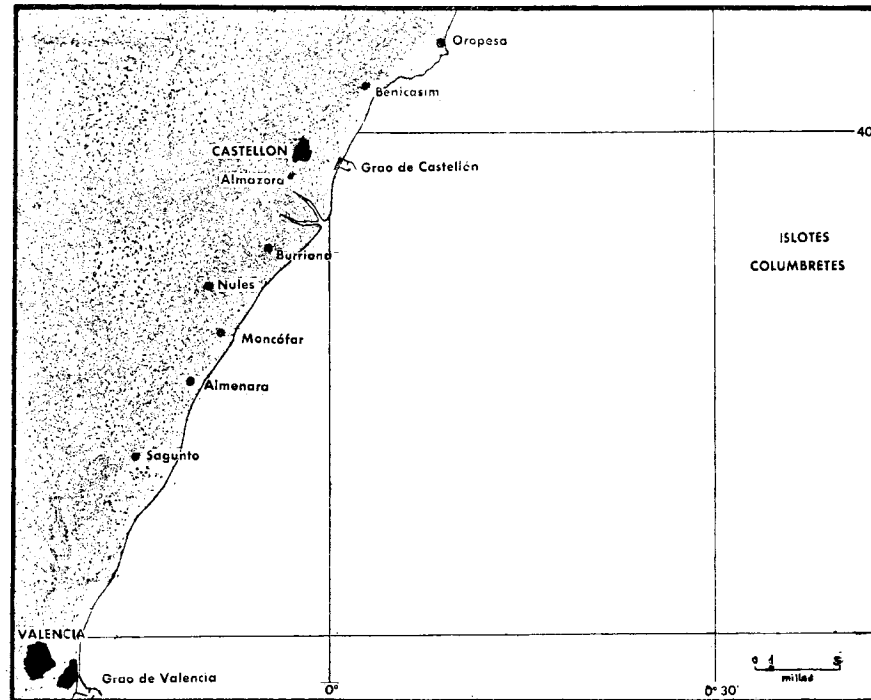 Oropesa
Benicasim
40
CASTELLON
Grao de Castellón
Almazora
ISLOTES
COLUMBRETES
Burriana
Nules
Moncófar
Almenara
Sagunto
VALENCIA
Grao de Valencia
0°
0° 30'
0 1 5
millas